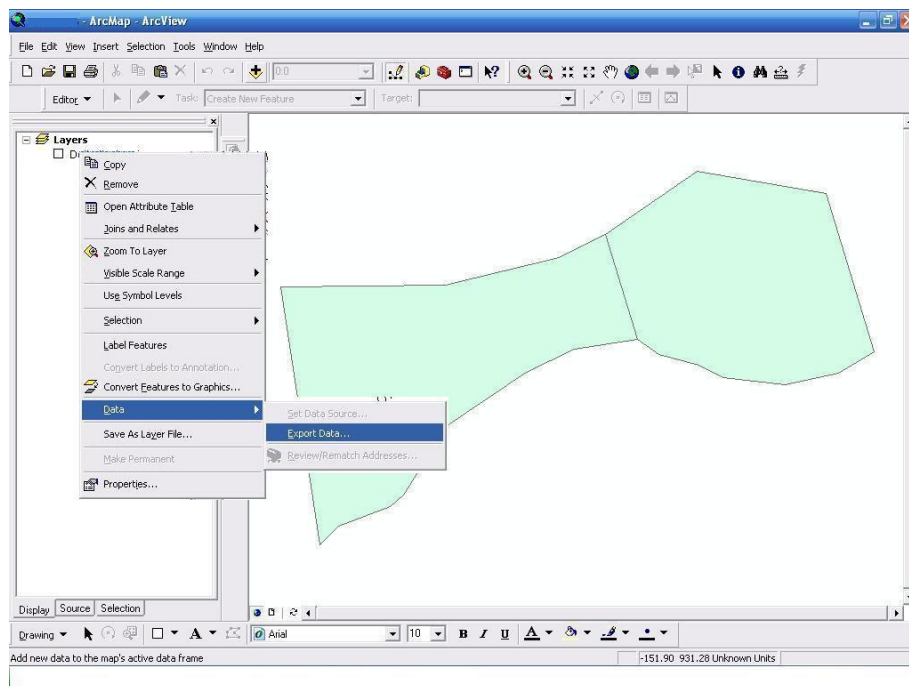 - ArcMap - ArcView
File Edit View Insert Selection Tools Window Help
0.0
Editor Task: Create New Feature Target:
Layers
Copy
Remove
Open Attribute Table
Joins and Relates
Zoom To Layer
Visible Scale Range
Use Symbol Levels
Selection
Label Features
Convert Labels to Annotation...
Convert Features to Graphics...
Data
Set Data Source...
Save As Layer File...
Export Data...
Make Permanent
Review/Rematch Addresses...
Properties...
Display Source Selection
Drawing A Arial 10 B I U A
Add new data to the map's active data frame
-151.90 931.28 Unknown Units